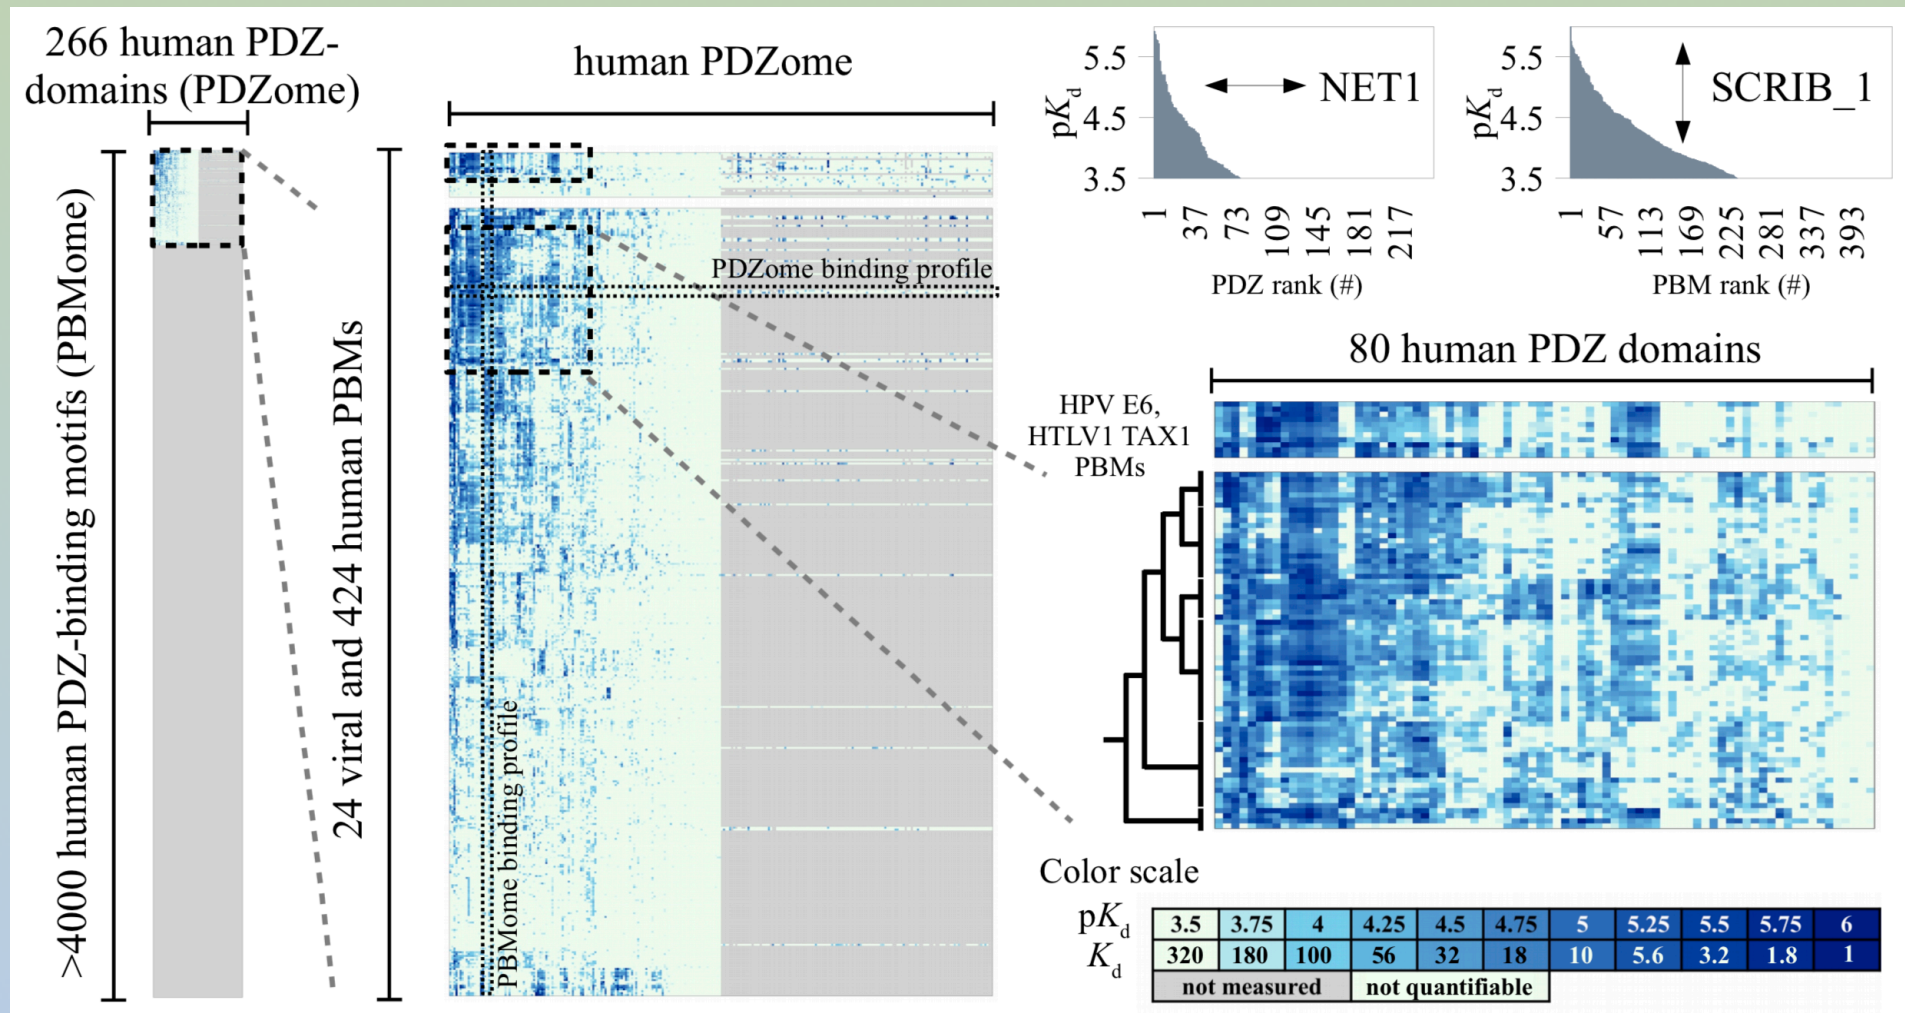 266 human PDZ-
domains (PDZome)
>4000 human PDZ-binding motifs (PBMome)
24 viral and 424 human PBMs
human PDZome
PDZome binding profile
PBMome binding profile
pKd
5.5
4.5
3.5
NET1
1
37
73
109
145
181
217
PDZ rank (#)
pKd
5.5
4.5
3.5
SCRIB_1
1
57
113
169
225
281
337
393
PBM rank (#)
80 human PDZ domains
HPV E6,
HTLV1 TAX1
PBMs
Color scale
pKd 3.5 3.75 4 4.25 4.5 4.75 5 5.25 5.5 5.75 6
Kd 320 180 100 56 32 18 10 5.6 3.2 1.8 1
not measured not quantifiable